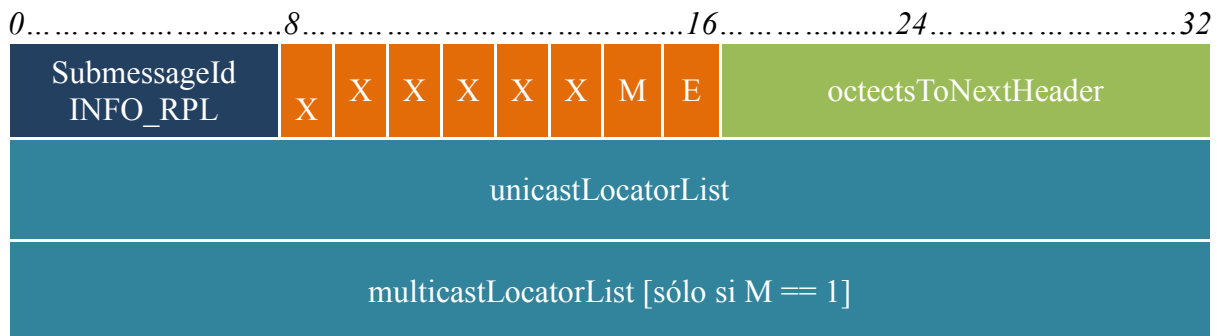 0……………….………..8…………………………………..16…………........24………………………32
SubmessageId
INFO_RPL
X X X X X X M E
octectsToNextHeader
unicastLocatorList
multicastLocatorList [sólo si M == 1]